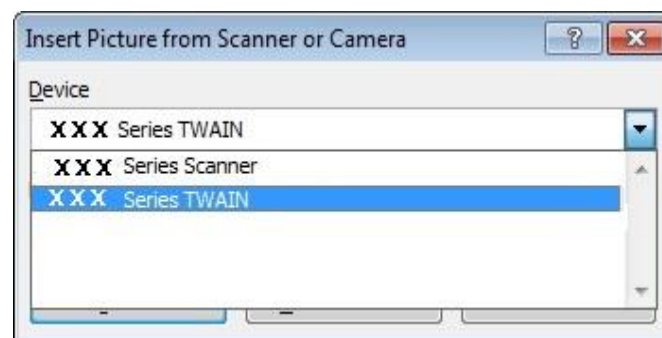 Insert Picture from Scanner or Camera
Device
XXX Series TWAIN
XXX Series Scanner
XXX Series TWAIN